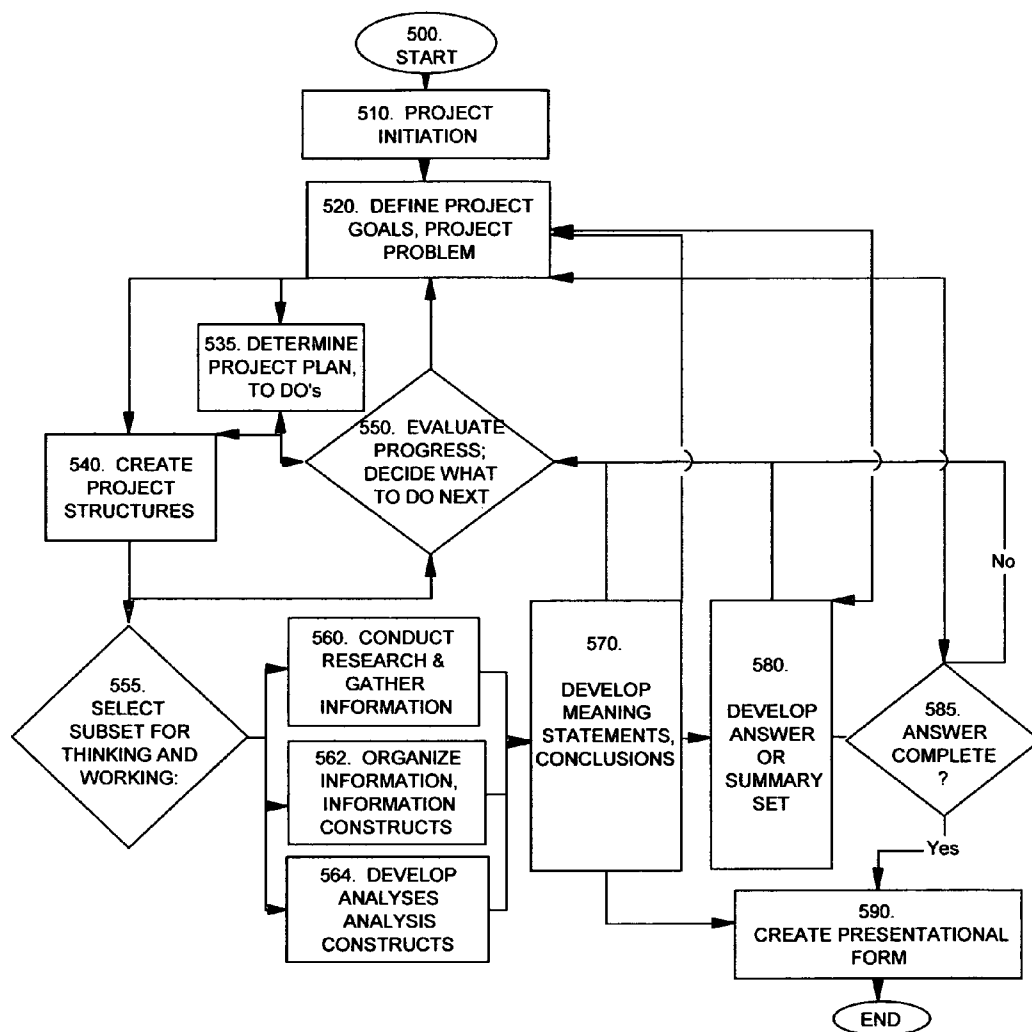 500.
START
510. PROJECT
INITIATION
520. DEFINE PROJECT
GOALS, PROJECT
PROBLEM
535. DETERMINE
PROJECT PLAN,
TO DO's
550. EVALUATE
PROGRESS;
DECIDE WHAT
TO DO NEXT
540. CREATE
PROJECT
STRUCTURES
No
555.
SELECT
SUBSET FOR
THINKING AND
WORKING:
560. CONDUCT
RESEARCH &
GATHER
INFORMATION
562. ORGANIZE
INFORMATION,
INFORMATION
CONSTRUCTS
564. DEVELOP
ANALYSES
ANALYSIS
CONSTRUCTS
570.
DEVELOP
MEANING
STATEMENTS,
CONCLUSIONS
580.
DEVELOP
ANSWER
OR
SUMMARY
SET
585.
ANSWER
COMPLETE
?
Yes
590.
CREATE PRESENTATIONAL
FORM
END